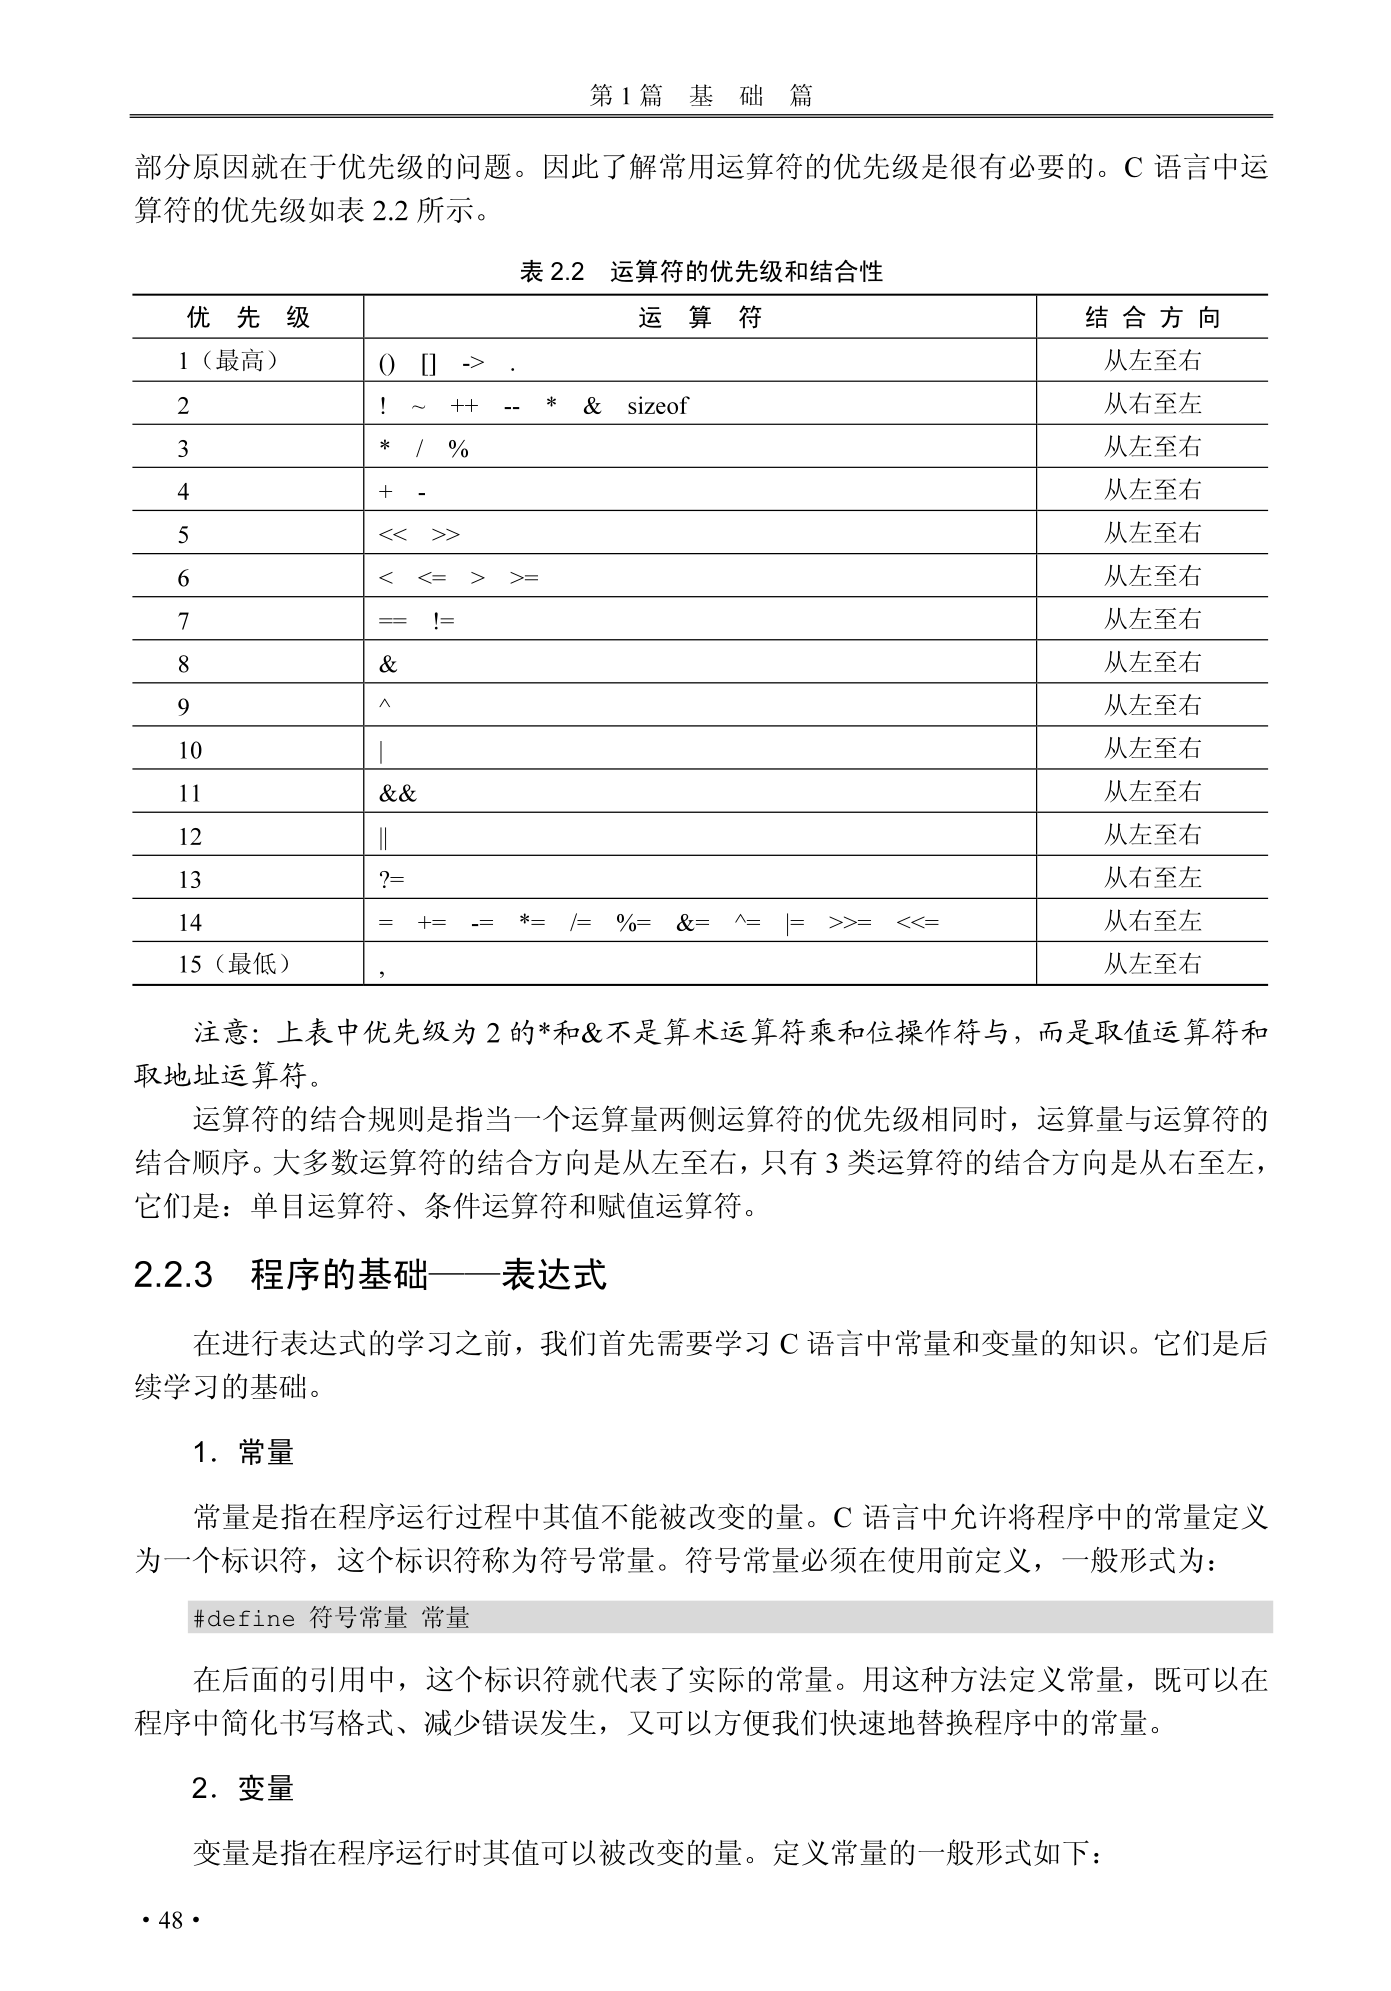 第1篇 基 础 篇
部分原因就在于优先级的问题。因此了解常用运算符的优先级是很有必要的。C 语言中运
算符的优先级如表 2.2 所示。
表 2.2 运算符的优先级和结合性
优 先 级 运 算 符 结 合 方 向
1（最高） () [] -> . 从左至右
2 ! ~ ++ -- * & sizeof 从右至左
3 * / % 从左至右
4 + - 从左至右
5 << >> 从左至右
6 < <= > >= 从左至右
7 == != 从左至右
8 & 从左至右
9 ^ 从左至右
10 | 从左至右
11 && 从左至右
12 || 从左至右
13 ?= 从右至左
14 = += -= *= /= %= &= ^= |= >>= <<= 从右至左
15（最低） , 从左至右
注意：上表中优先级为 2 的*和&不是算术运算符乘和位操作符与，而是取值运算符和
取地址运算符。
运算符的结合规则是指当一个运算量两侧运算符的优先级相同时，运算量与运算符的
结合顺序。大多数运算符的结合方向是从左至右，只有 3 类运算符的结合方向是从右至左，
它们是：单目运算符、条件运算符和赋值运算符。
2.2.3 程序的基础——表达式
在进行表达式的学习之前，我们首先需要学习 C 语言中常量和变量的知识。它们是后
续学习的基础。
1．常量
常量是指在程序运行过程中其值不能被改变的量。C 语言中允许将程序中的常量定义
为一个标识符，这个标识符称为符号常量。符号常量必须在使用前定义，一般形式为：
#define 符号常量 常量
在后面的引用中，这个标识符就代表了实际的常量。用这种方法定义常量，既可以在
程序中简化书写格式、减少错误发生，又可以方便我们快速地替换程序中的常量。
2．变量
变量是指在程序运行时其值可以被改变的量。定义常量的一般形式如下：
• 48 •